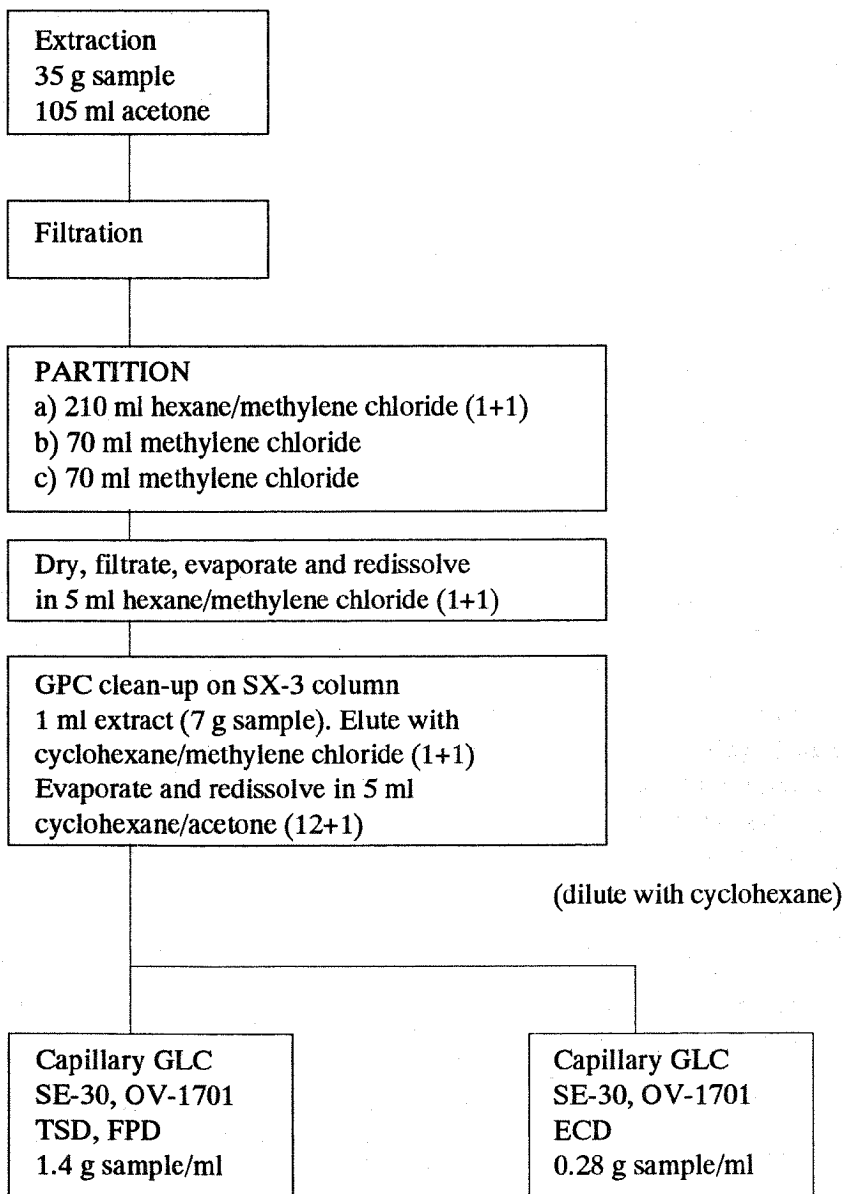 Extraction
35 g sample
105 ml acetone
Filtration
PARTITION
a) 210 ml hexane/methylene chloride (1+1)
b) 70 ml methylene chloride
c) 70 ml methylene chloride
Dry, filtrate, evaporate and redissolve
in 5 ml hexane/methylene chloride (1+1)
GPC clean-up on SX-3 column
1 ml extract (7 g sample). Elute with
cyclohexane/methylene chloride (1+1)
Evaporate and redissolve in 5 ml
cyclohexane/acetone (12+1)
(dilute with cyclohexane)
Capillary GLC
SE-30, OV-1701
TSD, FPD
1.4 g sample/ml
Capillary GLC
SE-30, OV-1701
ECD
0.28 g sample/ml